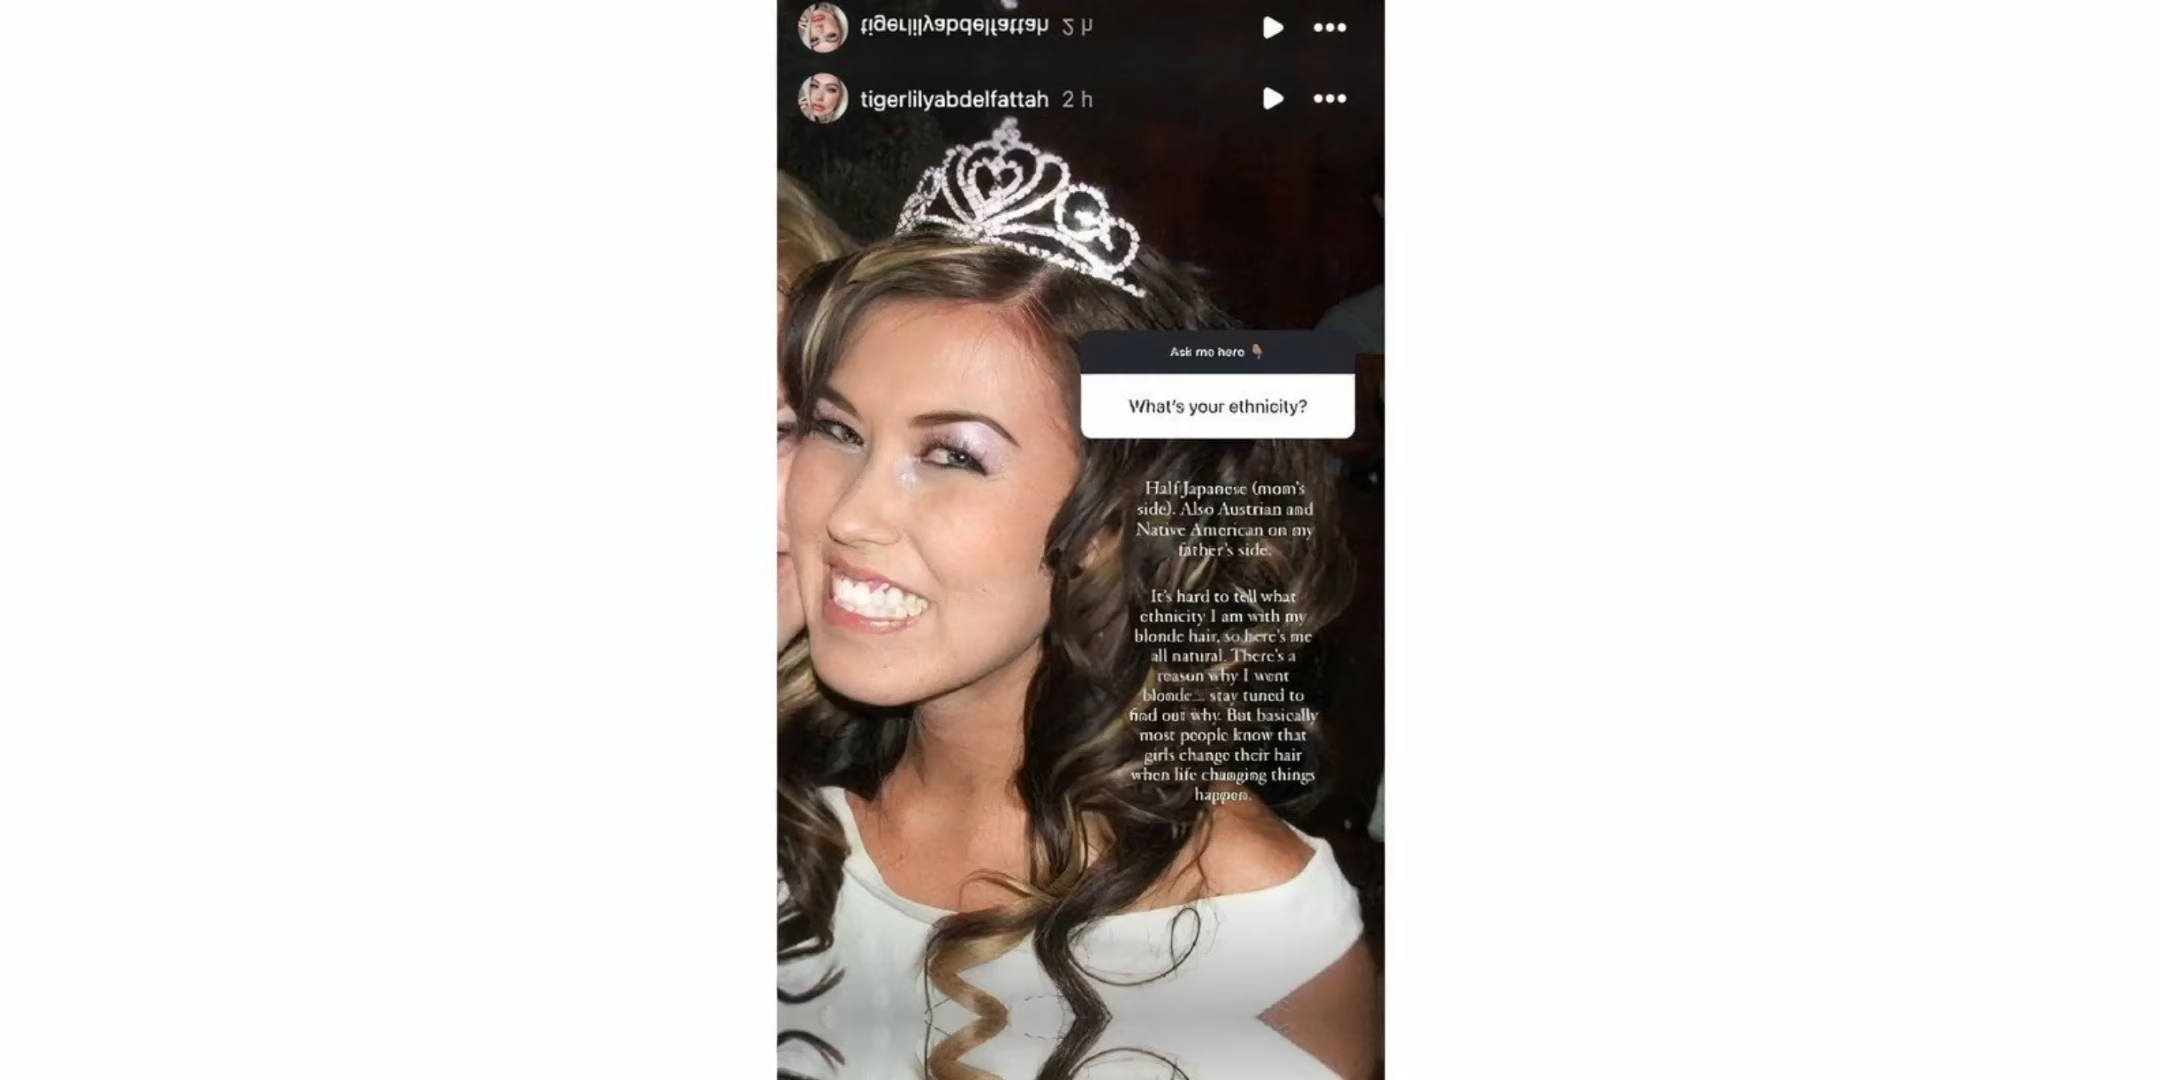 tigerlilyabdelfattah 2 h
tigerlilyabdelfattah 2 h
Ask me here
What's your ethnicity?
Half Japanese (mom's
side). Also Austrian and
Native American on my
father's side.
It's hard to tell what
ethnicity I am with my
blonde hair, so here's me
all natural. There's a
reason why I went
blonde... stay tuned to
find out why. But basically
most people know that
girls change their hair
when life changing things
happen.